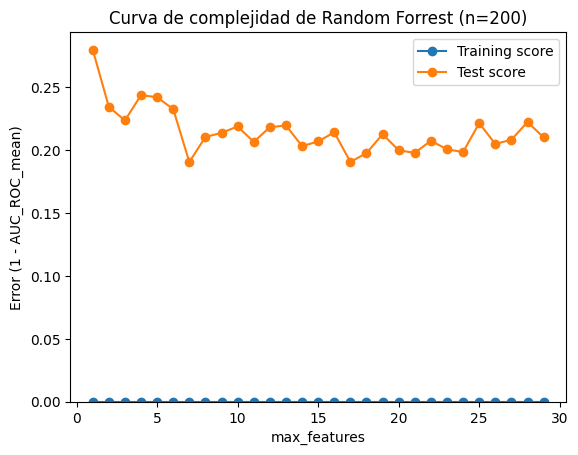 Curva de complejidad de Random Forrest (n=200)
Training score
Test score
Error (1 - AUC_ROC_mean)
0.25
0.20
0.15
0.10
0.05
0.00
0
5
10
15
20
25
30
max_features